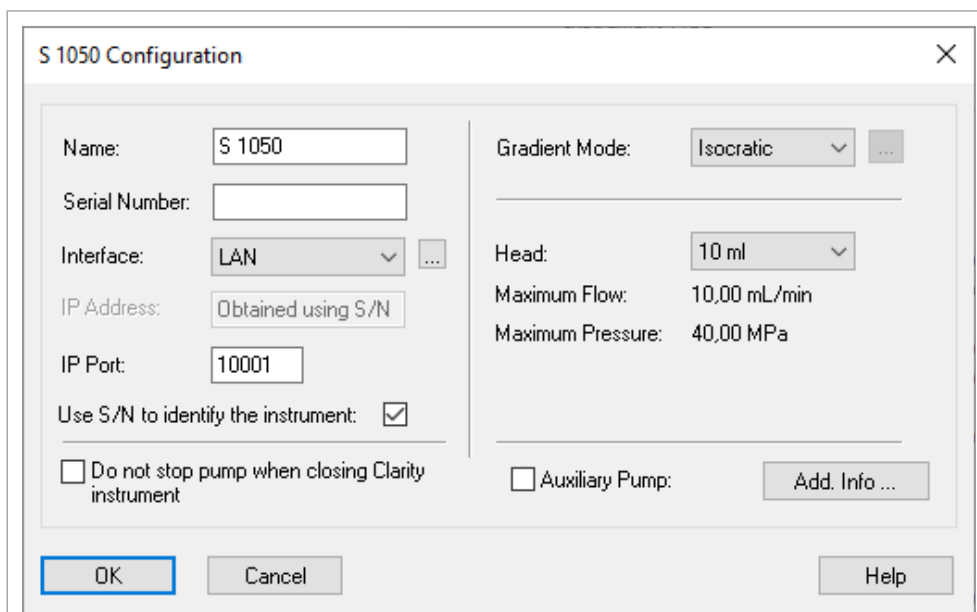 S 1050 Configuration
Name:
S 1050
Serial Number:
Interface:
LAN
...
IP Address:
Obtained using S/N
IP Port:
10001
Use S/N to identify the instrument:
Do not stop pump when closing Clarity
instrument
Gradient Mode:
Isocratic
...
Head:
10 ml
Maximum Flow:
10,00 mL/min
Maximum Pressure:
40,00 MPa
Auxiliary Pump:
Add. Info ...
OK
Cancel
Help